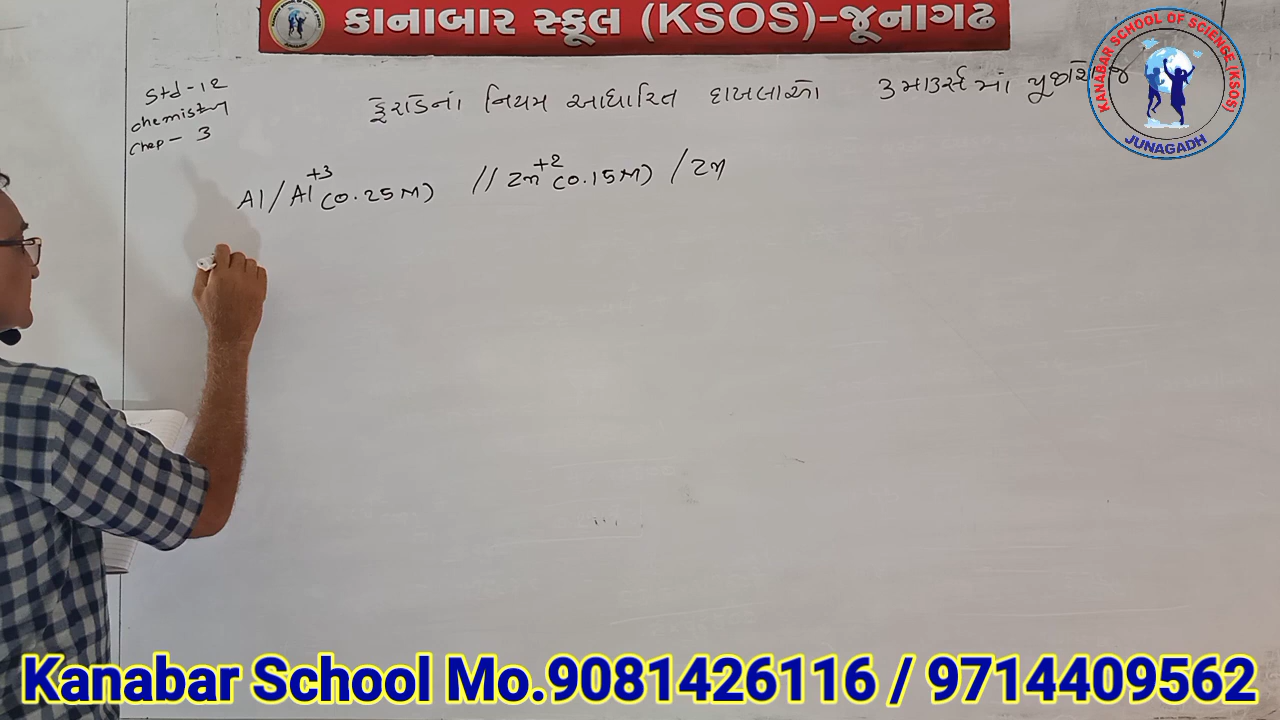 કાનાબાર સ્કૂલ (KSOS)-જૂનાગઢ
KANABAR SCHOOL OF SCIENCE (KSOS)
JUNAGADH
Std-12
chemistry
Chap - 3
ફેરાડેનાં નિયમ આધારિત દાખલાઓ 3 માર્કસ માં
Al/Al+3(0.25M) // Zn+2(0.15M) /Zn
Kanabar School Mo.9081426116 / 9714409562